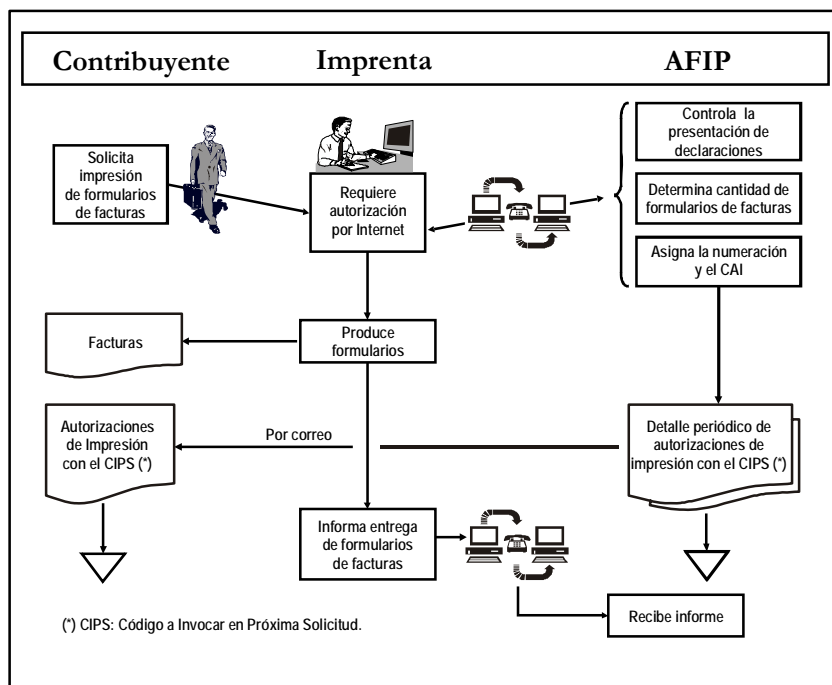 Contribuyente
Imprenta
AFIP
Solicita
impresión
de formularios
de facturas
Requiere
autorización
por Internet
Controla la
presentación de
declaraciones
Determina cantidad de
formularios de facturas
Asigna la numeración
y el CAI
Facturas
Produce
formularios
Autorizaciones
de Impresión
con el CIPS (*)
Por correo
Detalle periódico de
autorizaciones de
impresión con el CIPS (*)
Informa entrega
de formularios
de facturas
Recibe informe
(*) CIPS: Código a Invocar en Próxima Solicitud.